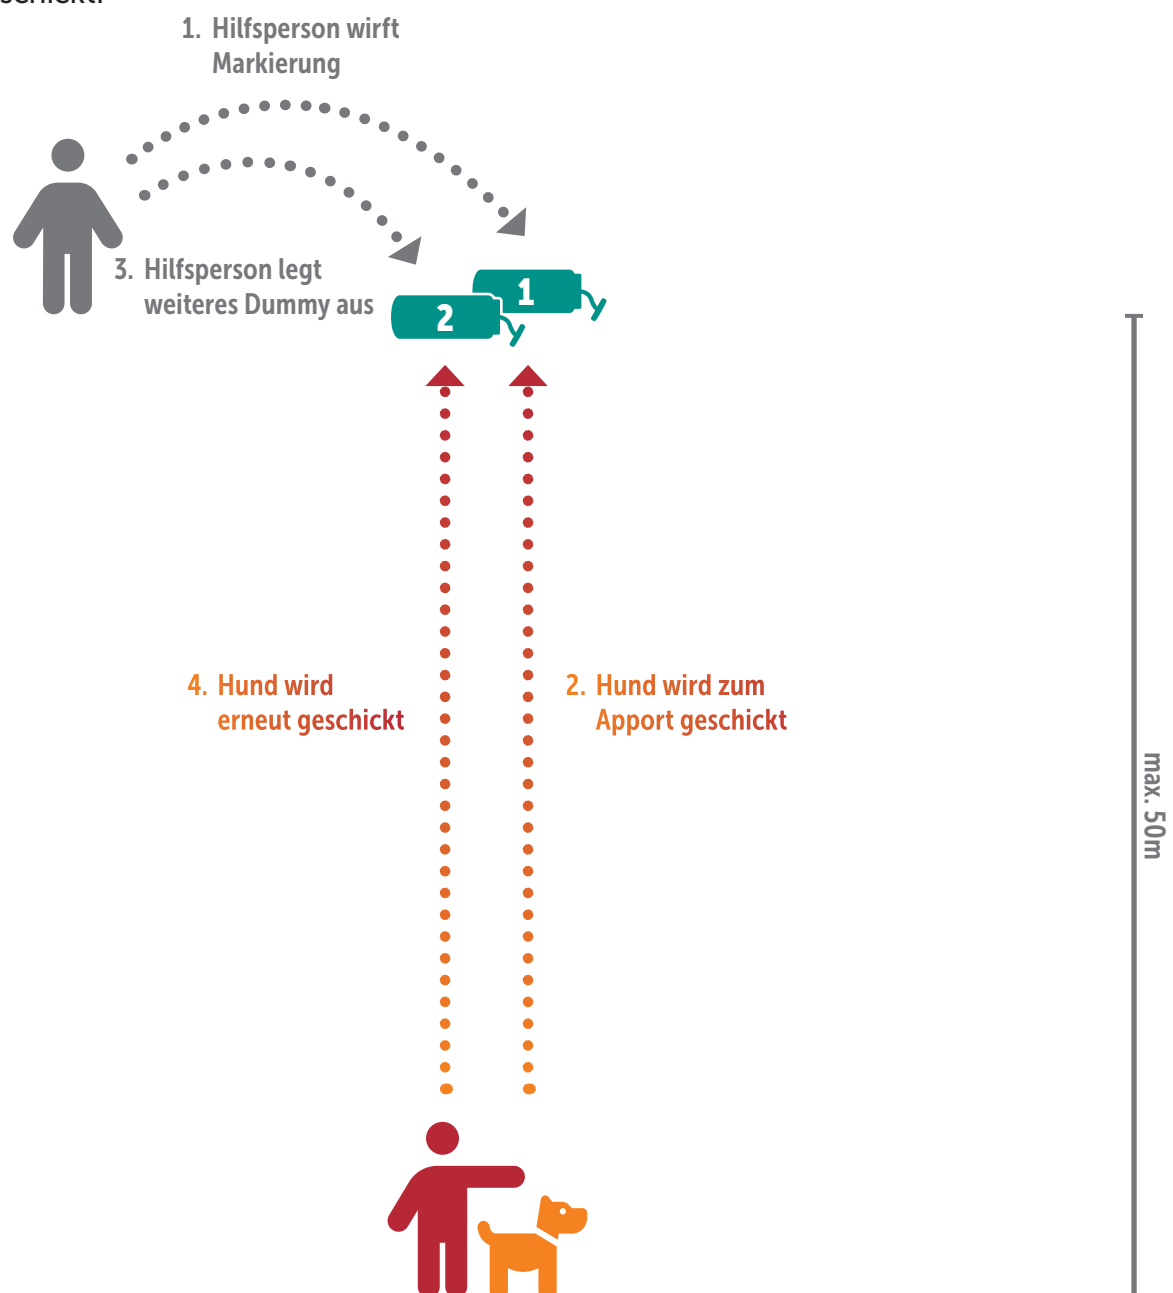 schickt.
1. Hilfsperson wirft
Markierung
3. Hilfsperson legt
weiteres Dummy aus
1
2
4. Hund wird
erneut geschickt
2. Hund wird zum
Apport geschickt
max. 50m